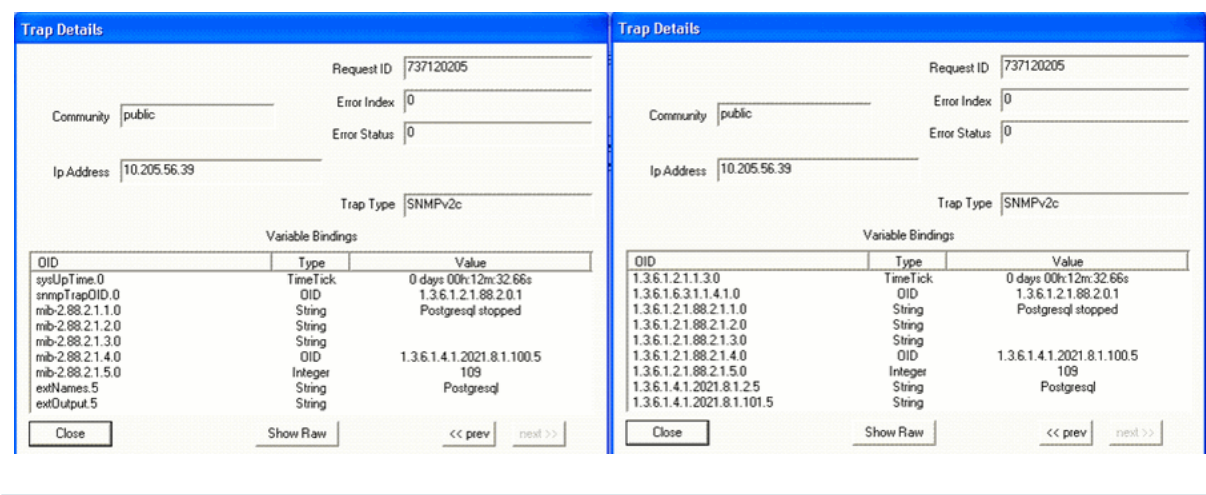 Trap Details
Request ID 737120205
Error Index 0
Community public
Error Status 0
Ip Address 10.205.56.39
Trap Type SNMPv2c
Variable Bindings
OID Type Value
sysUpTime.0 TimeTick 0 days 00h:12m:32.66s
snmpTrapOID.0 OID 1.3.6.1.2.1.88.2.0.1
mib-2.88.2.1.1.0 String Postgresql stopped
mib-2.88.2.1.2.0 String
mib-2.88.2.1.3.0 String
mib-2.88.2.1.4.0 OID 1.3.6.1.4.1.2021.8.1.100.5
mib-2.88.2.1.5.0 Integer 109
extNames.5 String Postgresql
extOutput.5 String
Close Show Raw << prev next >>
Trap Details
Request ID 737120205
Error Index 0
Community public
Error Status 0
Ip Address 10.205.56.39
Trap Type SNMPv2c
Variable Bindings
OID Type Value
1.3.6.1.2.1.1.3.0 TimeTick 0 days 00h:12m:32.66s
1.3.6.1.6.3.1.1.4.1.0 OID 1.3.6.1.2.1.88.2.0.1
1.3.6.1.2.1.88.2.1.1.0 String Postgresql stopped
1.3.6.1.2.1.88.2.1.2.0 String
1.3.6.1.2.1.88.2.1.3.0 String
1.3.6.1.2.1.88.2.1.4.0 OID 1.3.6.1.4.1.2021.8.1.100.5
1.3.6.1.2.1.88.2.1.5.0 Integer 109
1.3.6.1.4.1.2021.8.1.2.5 String Postgresql
1.3.6.1.4.1.2021.8.1.101.5 String
Close Show Raw << prev next >>